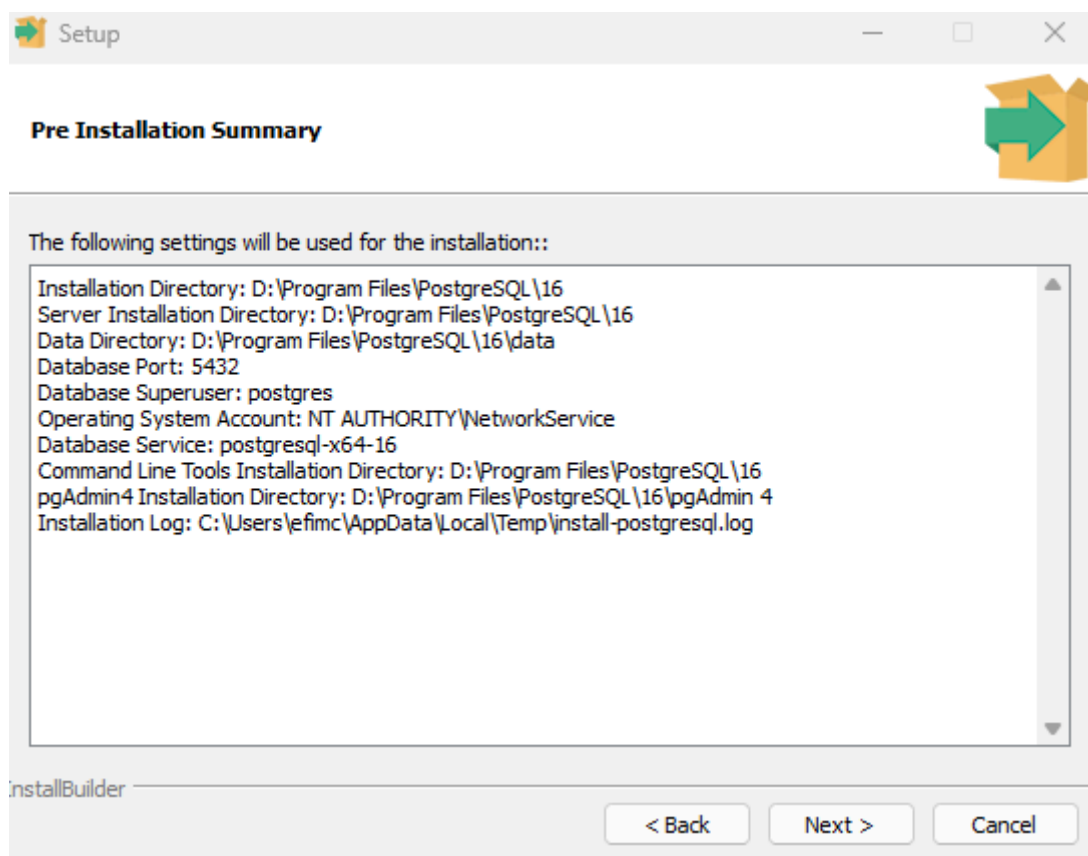 Setup
Pre Installation Summary
The following settings will be used for the installation::
Installation Directory: D:\Program Files\PostgreSQL\16
Server Installation Directory: D:\Program Files\PostgreSQL\16
Data Directory: D:\Program Files\PostgreSQL\16\data
Database Port: 5432
Database Superuser: postgres
Operating System Account: NT AUTHORITY\NetworkService
Database Service: postgresql-x64-16
Command Line Tools Installation Directory: D:\Program Files\PostgreSQL\16
pgAdmin4 Installation Directory: D:\Program Files\PostgreSQL\16\pgAdmin 4
Installation Log: C:\Users\efimc\AppData\Local\Temp\install-postgresql.log
InstallBuilder
< Back
Next >
Cancel